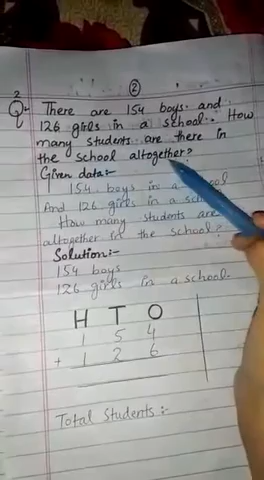 ②
Q2- There are 154 boys and
126 girls in a school. How
many students are there in
the school altogether?
Given data:-
154 boys in a school
And 126 girls in a school
How many students are
altogether in the school?
Solution:-
154 boys
126 girls in a school.
H T O
1 5 4
+ 1 2 6
Total Students:-